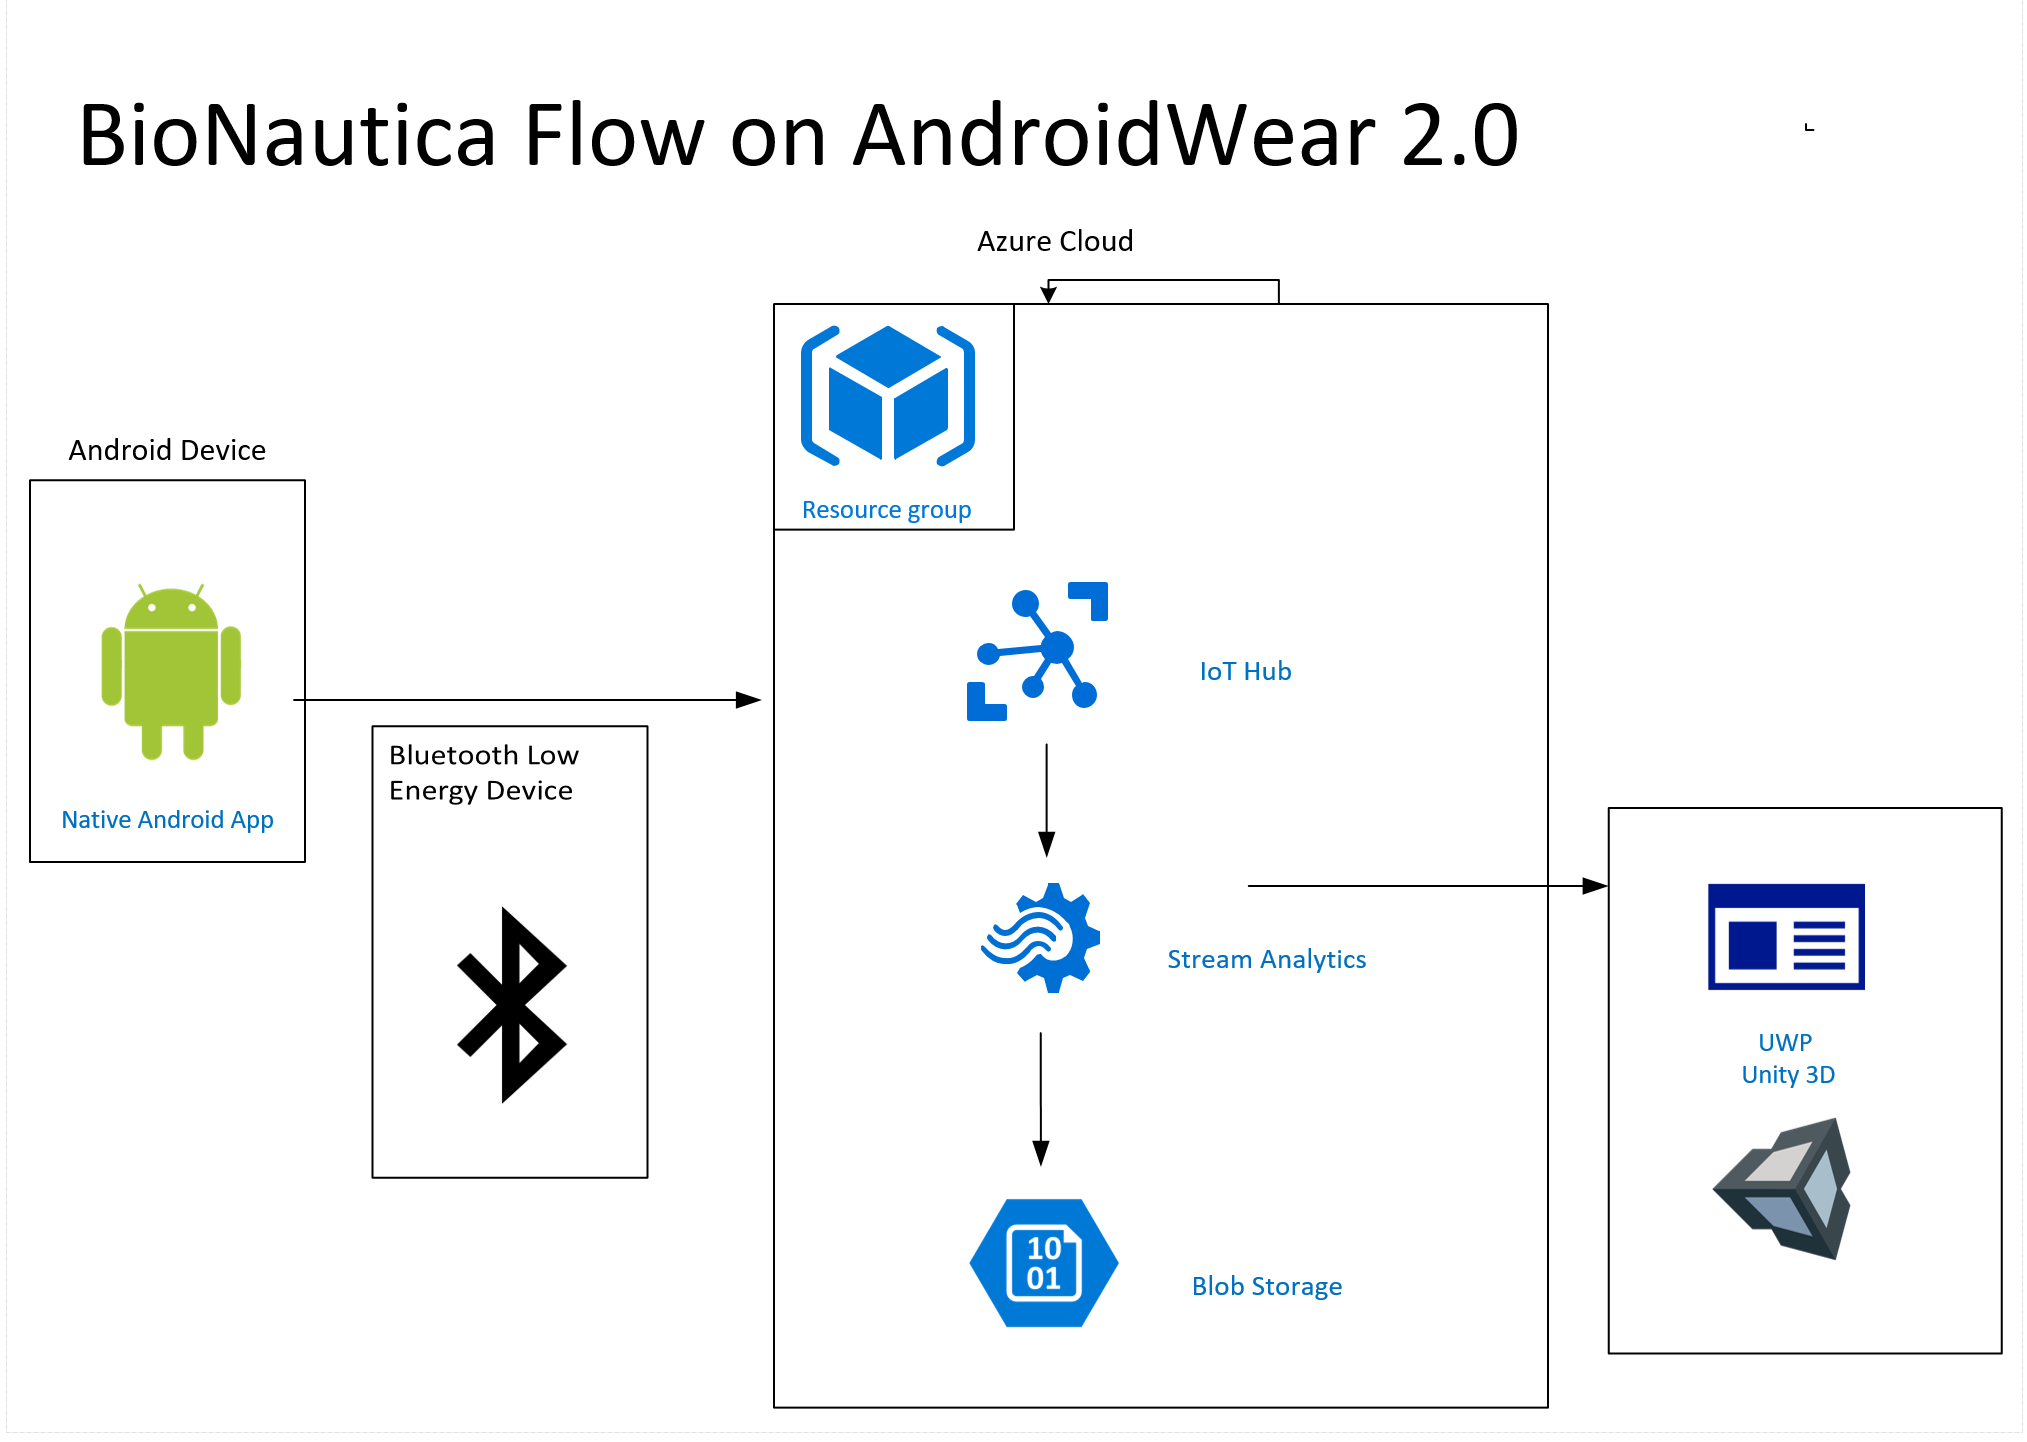 BioNautica Flow on AndroidWear 2.0
Azure Cloud
Resource group
Android Device
Native Android App
Bluetooth Low
Energy Device
IoT Hub
Stream Analytics
Blob Storage
10
01
UWP
Unity 3D